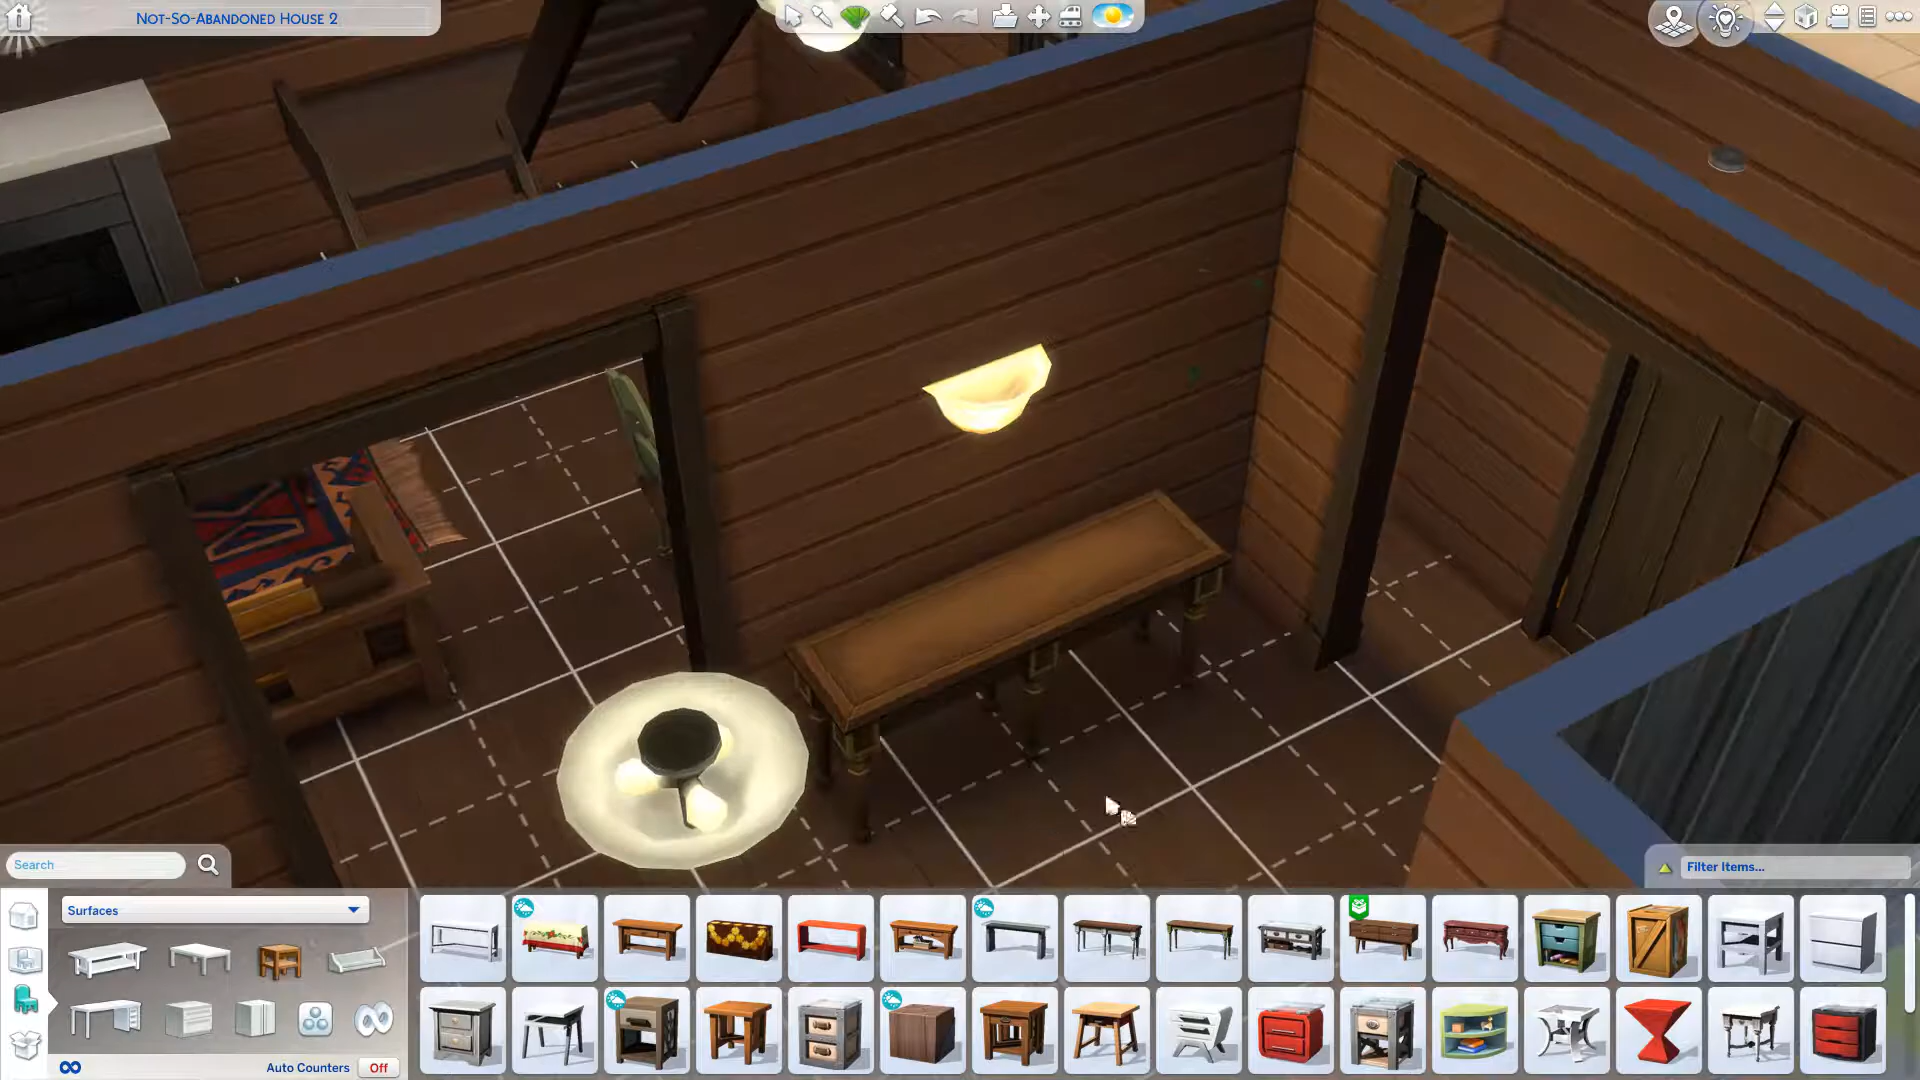 Not-So-Abandoned House 2
Search
Filter Items...
Surfaces
Auto Counters
Off